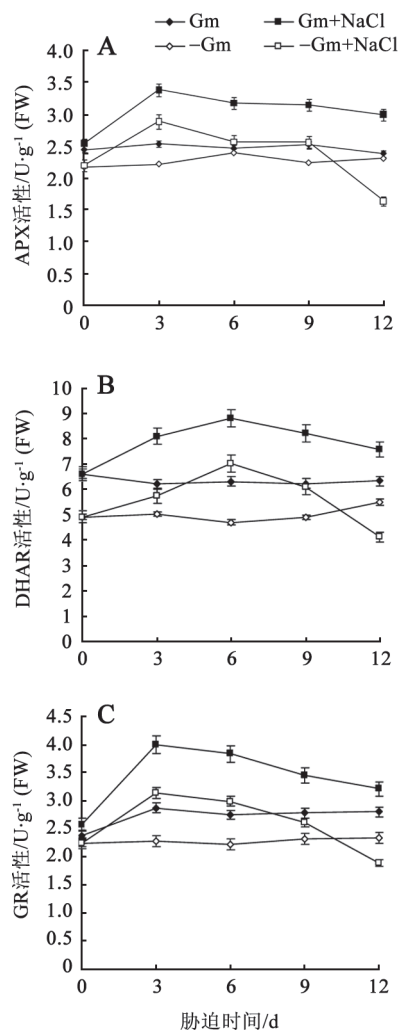 Gm Gm+NaCl
−Gm −Gm+NaCl
A
APX活性/U·g⁻¹ (FW)
4.0
3.5
3.0
2.5
2.0
1.5
1.0
0.5
0
0 3 6 9 12
B
DHAR活性/U·g⁻¹ (FW)
10
9
8
7
6
5
4
3
2
1
0
0 3 6 9 12
C
GR活性/U·g⁻¹ (FW)
4.5
4.0
3.5
3.0
2.5
2.0
1.5
1.0
0.5
0
0 3 6 9 12
胁迫时间/d